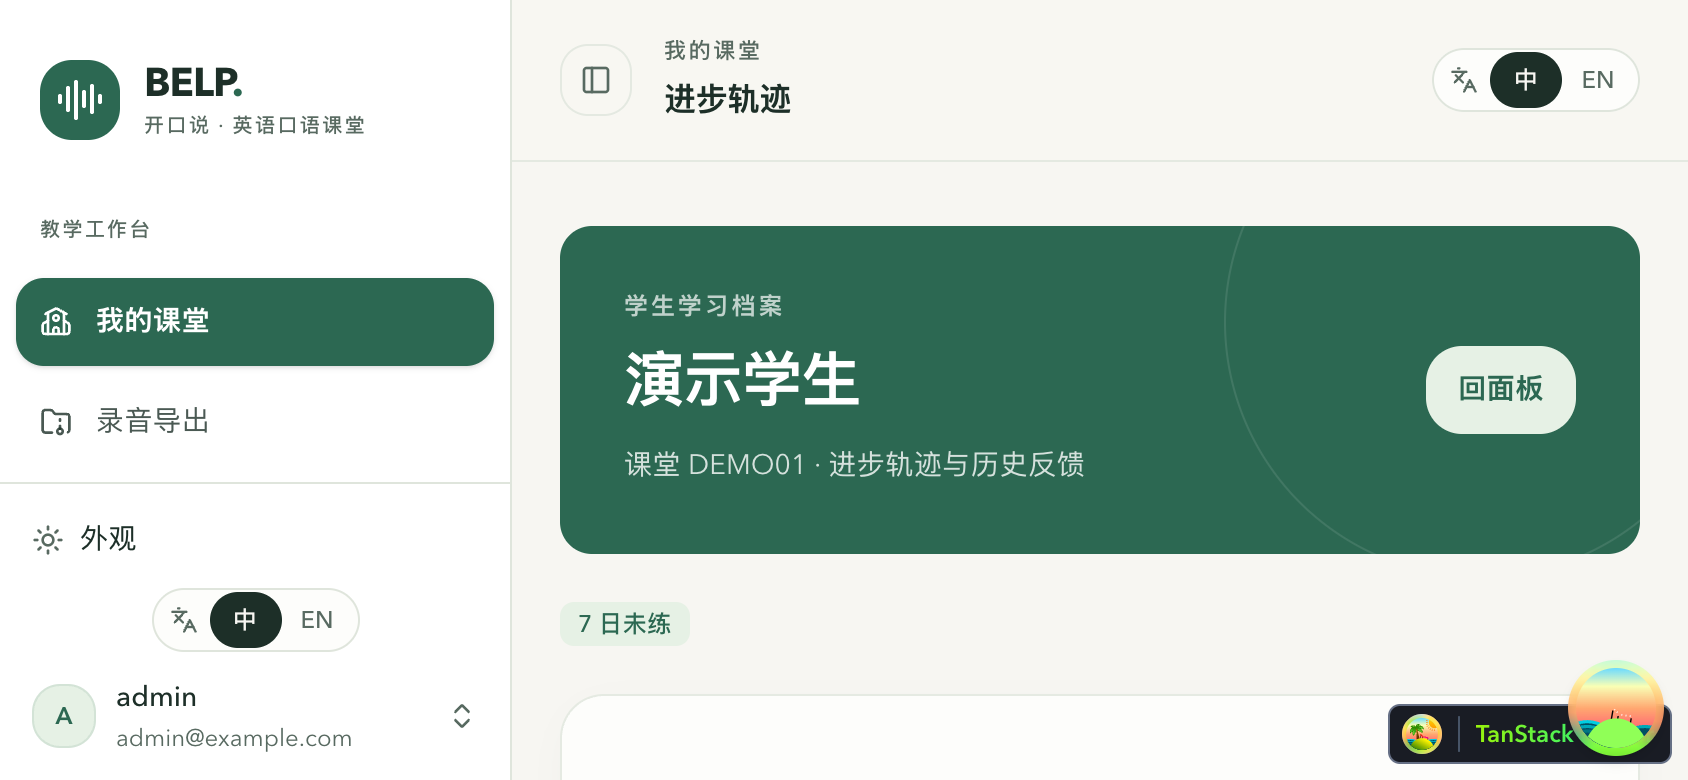 BELP.
开口说 · 英语口语课堂
教学工作台
我的课堂
录音导出
外观
中 EN
A
admin
admin@example.com
我的课堂
进步轨迹
中 EN
学生学习档案
演示学生
课堂 DEMO01 · 进步轨迹与历史反馈
回面板
7 日未练
TanStack